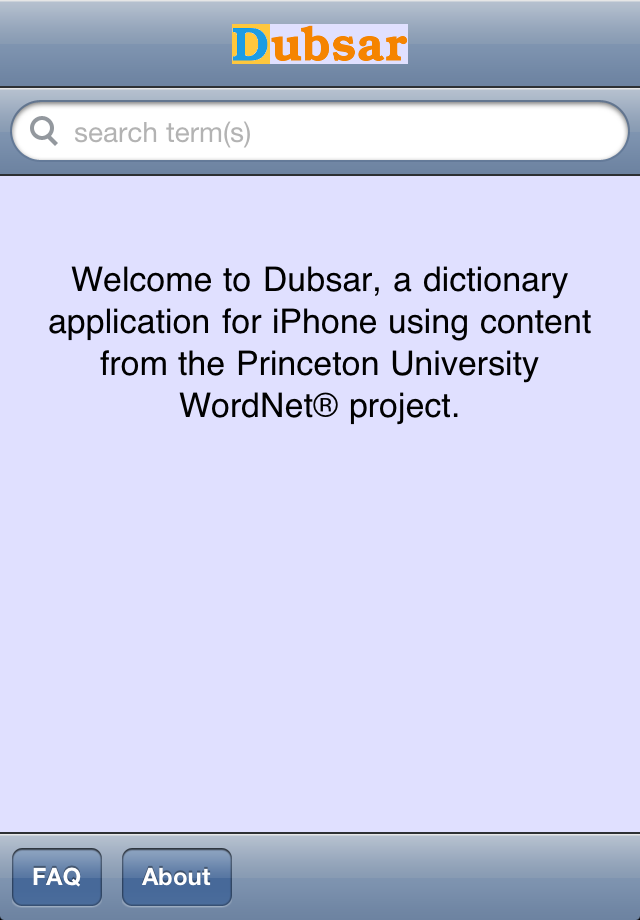 Dubsar
search term(s)
Welcome to Dubsar, a dictionary
application for iPhone using content
from the Princeton University
WordNet® project.
FAQ
About